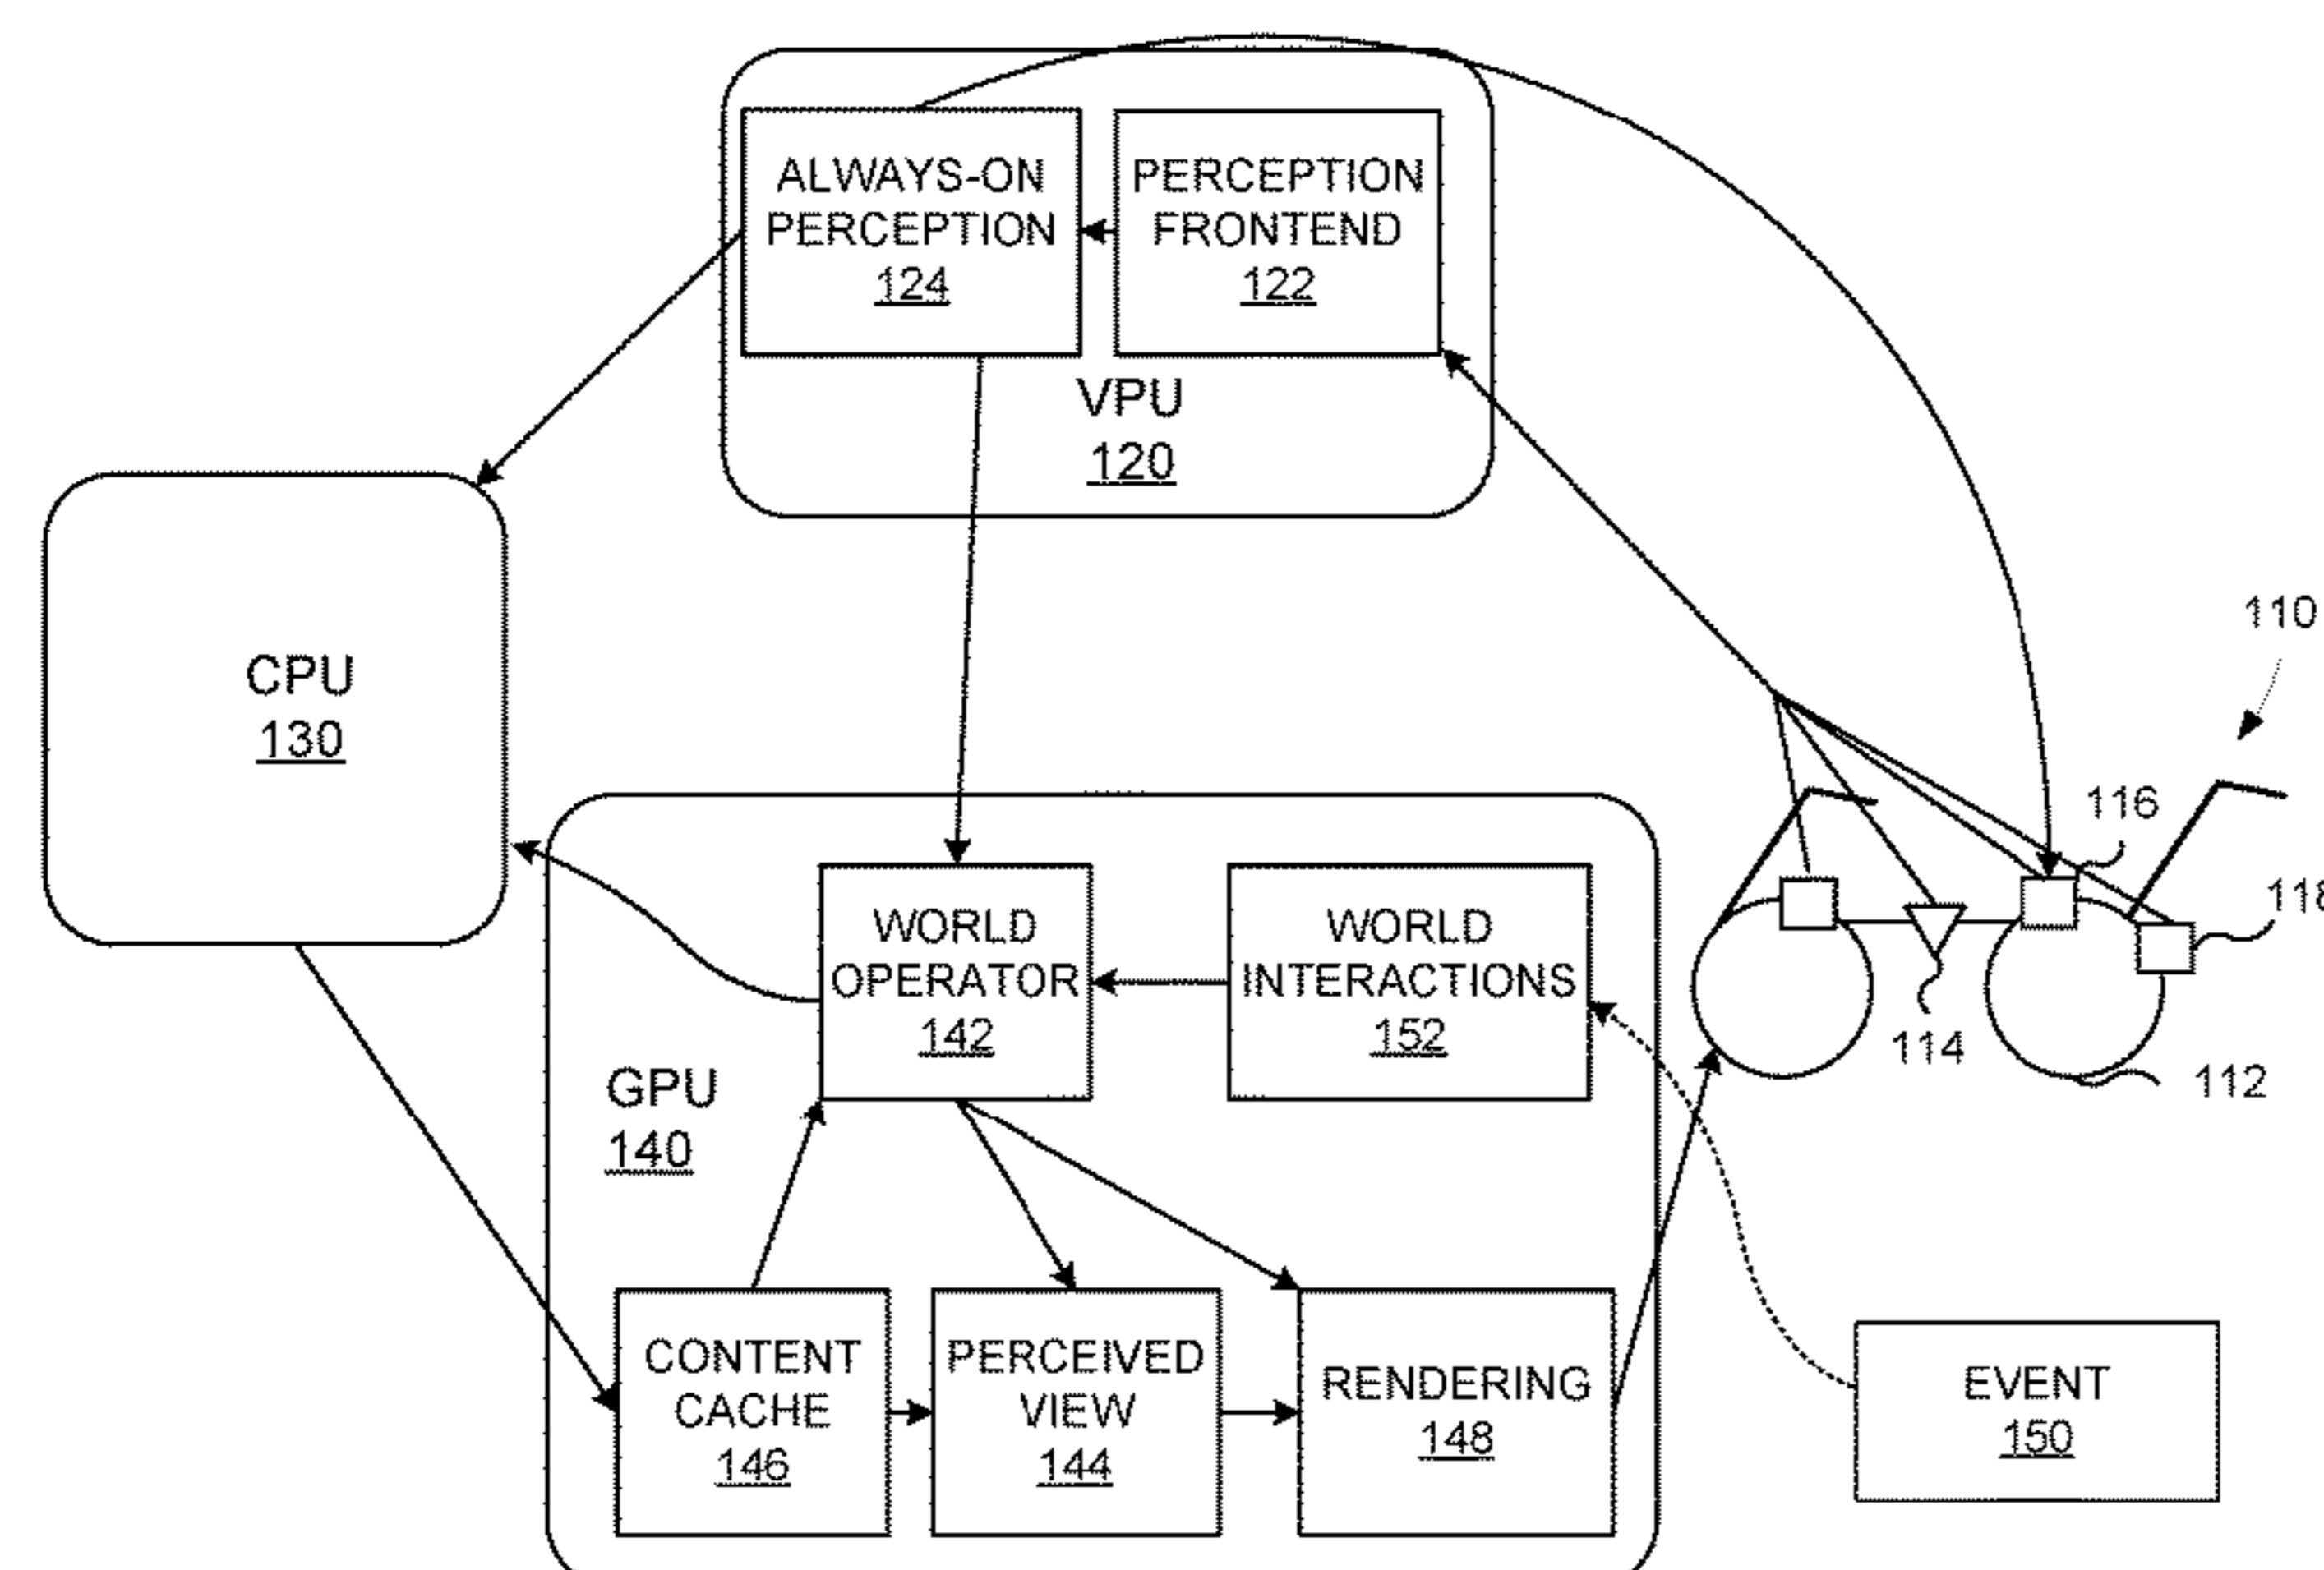 ALWAYS-ON
PERCEPTION
124
PERCEPTION
FRONTEND
122
VPU
120
CPU
130
110
116
118
114
112
WORLD
OPERATOR
142
WORLD
INTERACTIONS
152
GPU
140
CONTENT
CACHE
146
PERCEIVED
VIEW
144
RENDERING
148
EVENT
150